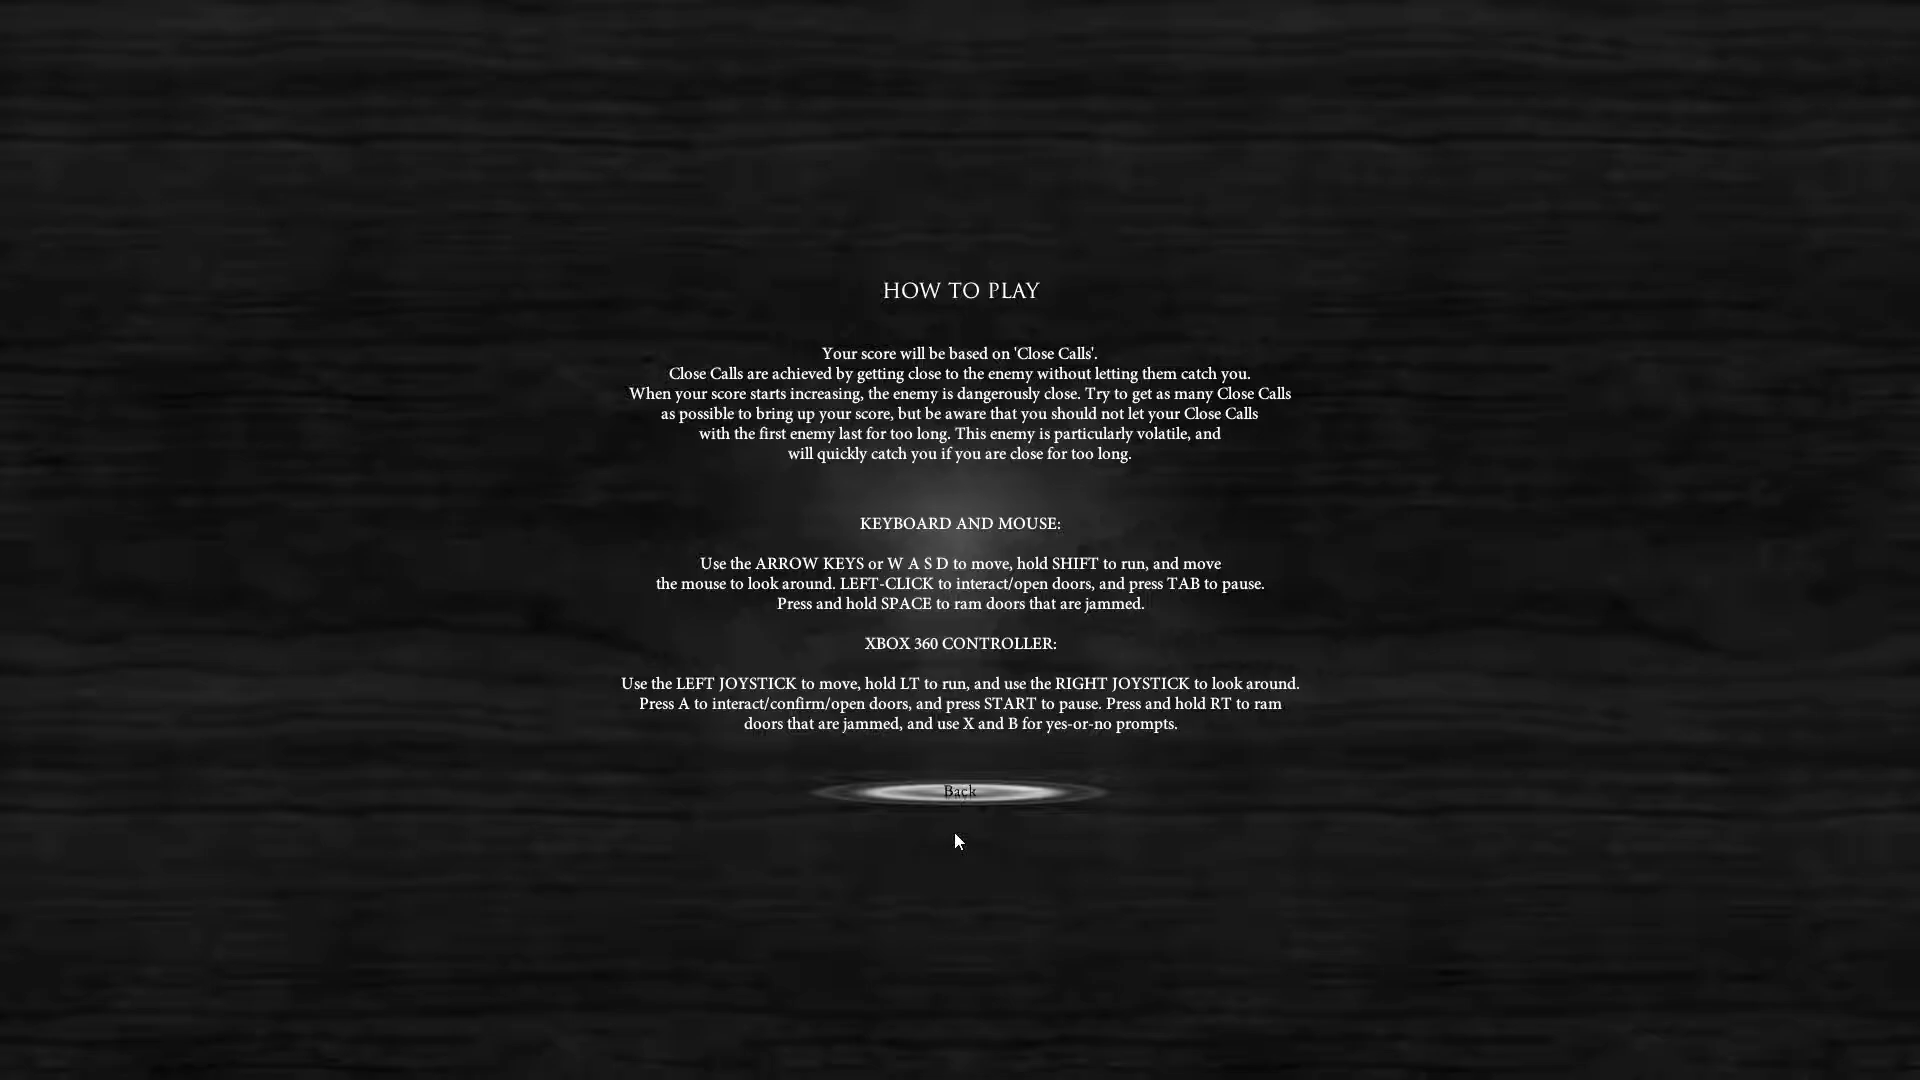 HOW TO PLAY
Your score will be based on 'Close Calls'.
Close Calls are achieved by getting close to the enemy without letting them catch you.
When your score starts increasing, the enemy is dangerously close. Try to get as many Close Calls
as possible to bring up your score, but be aware that you should not let your Close Calls
with the first enemy last for too long. This enemy is particularly volatile, and
will quickly catch you if you are close for too long.
KEYBOARD AND MOUSE:
Use the ARROW KEYS or W A S D to move, hold SHIFT to run, and move
the mouse to look around. LEFT-CLICK to interact/open doors, and press TAB to pause.
Press and hold SPACE to ram doors that are jammed.
XBOX 360 CONTROLLER:
Use the LEFT JOYSTICK to move, hold LT to run, and use the RIGHT JOYSTICK to look around.
Press A to interact/confirm/open doors, and press START to pause. Press and hold RT to ram
doors that are jammed, and use X and B for yes-or-no prompts.
Back